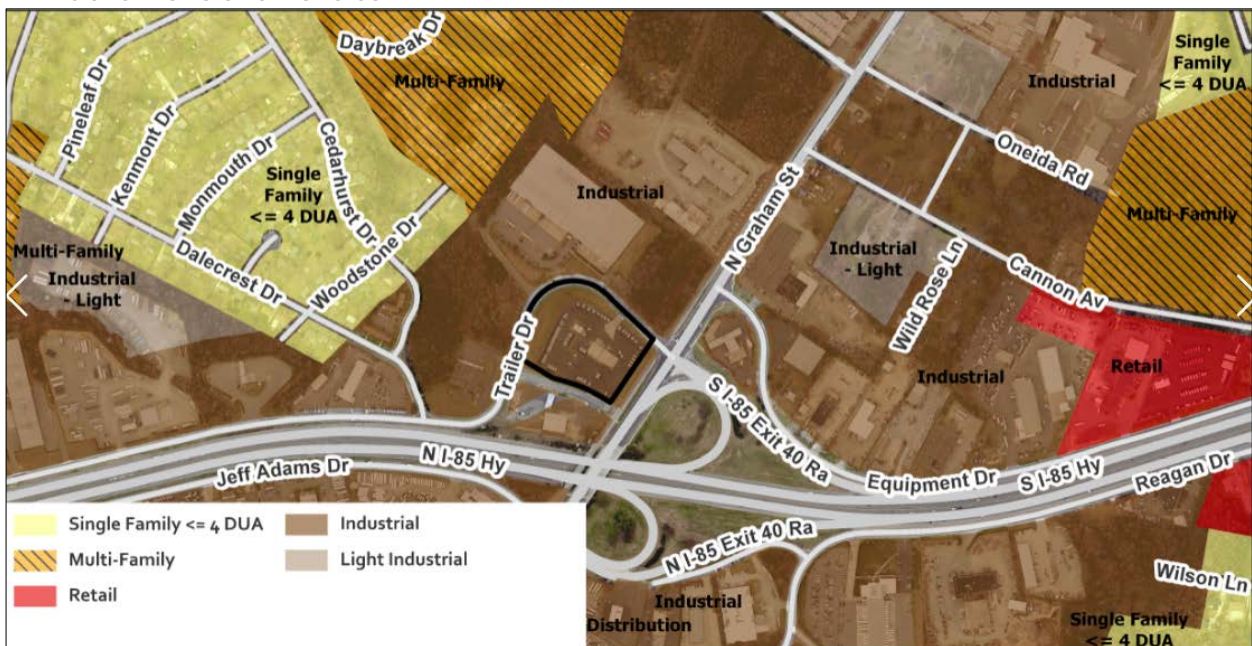 Daybreak Dr
Multi-Family
Single
Family
<= 4 DUA
Industrial
Pineleaf Dr
Kenmont Dr
Monmouth Dr
Cedarhurst Dr
Single
Family
<= 4 DUA
Industrial
N Graham St
Oneida Rd
Multi-Family
Woodstone Dr
Dalecrest Dr
Multi-Family
Industrial
- Light
Industrial
- Light
Wild Rose Ln
Cannon Av
Trailer Dr
Industrial
Retail
S I-85 Exit 40 Ra
N I-85 Hy
Jeff Adams Dr
Equipment Dr
S I-85 Hy
Reagan Dr
N I-85 Exit 40 Ra
Wilson Ln
Industrial
Distribution
Single Family
<= 4 DUA
Single Family <= 4 DUA
Industrial
Multi-Family
Light Industrial
Retail